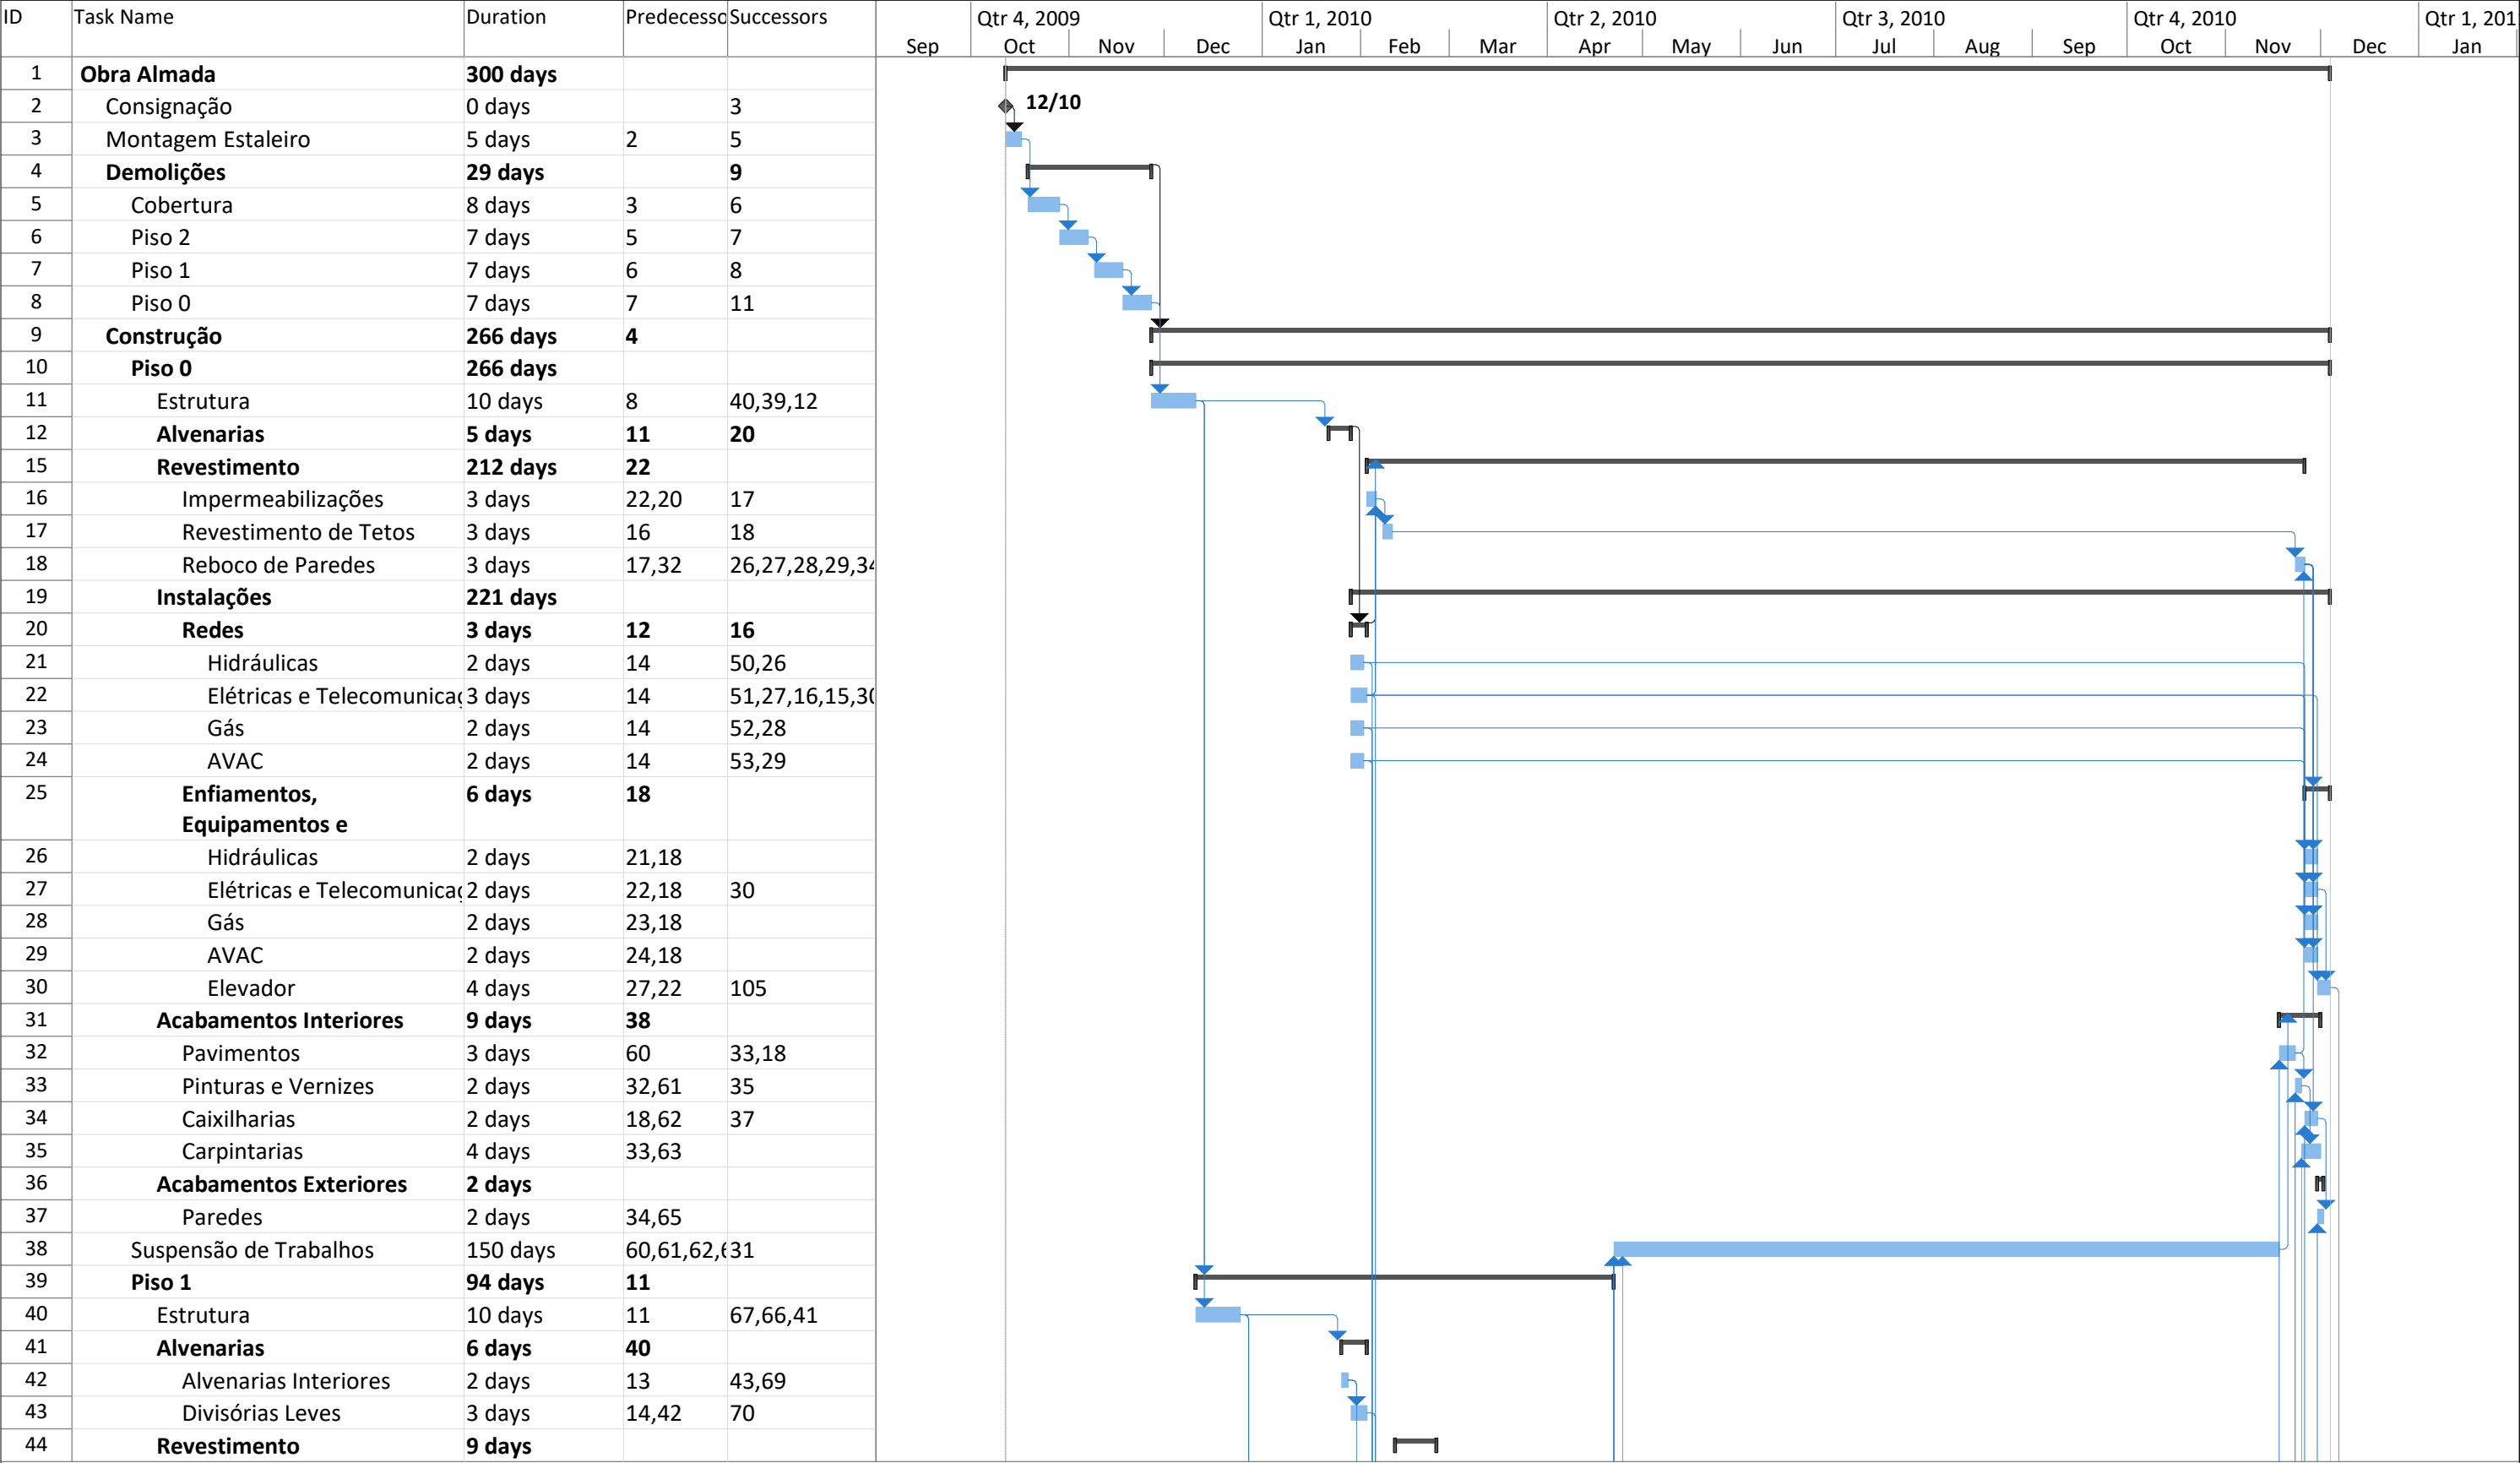 ID Task Name Duration Predecesso Successors Qtr 4, 2009 Qtr 1, 2010 Qtr 2, 2010 Qtr 3, 2010 Qtr 4, 2010 Qtr 1, 201
Sep Oct Nov Dec Jan Feb Mar Apr May Jun Jul Aug Sep Oct Nov Dec Jan
1 Obra Almada 300 days
2 Consignação 0 days 3 12/10
3 Montagem Estaleiro 5 days 2 5
4 Demolições 29 days 9
5 Cobertura 8 days 3 6
6 Piso 2 7 days 5 7
7 Piso 1 7 days 6 8
8 Piso 0 7 days 7 11
9 Construção 266 days 4
10 Piso 0 266 days
11 Estrutura 10 days 8 40,39,12
12 Alvenarias 5 days 11 20
15 Revestimento 212 days 22
16 Impermeabilizações 3 days 22,20 17
17 Revestimento de Tetos 3 days 16 18
18 Reboco de Paredes 3 days 17,32 26,27,28,29,34
19 Instalações 221 days
20 Redes 3 days 12 16
21 Hidráulicas 2 days 14 50,26
22 Elétricas e Telecomunicaç 3 days 14 51,27,16,15,30
23 Gás 2 days 14 52,28
24 AVAC 2 days 14 53,29
25 Enfiamentos, 6 days 18
Equipamentos e
26 Hidráulicas 2 days 21,18
27 Elétricas e Telecomunicaç 2 days 22,18 30
28 Gás 2 days 23,18
29 AVAC 2 days 24,18
30 Elevador 4 days 27,22 105
31 Acabamentos Interiores 9 days 38
32 Pavimentos 3 days 60 33,18
33 Pinturas e Vernizes 2 days 32,61 35
34 Caixilharias 2 days 18,62 37
35 Carpintarias 4 days 33,63
36 Acabamentos Exteriores 2 days
37 Paredes 2 days 34,65
38 Suspensão de Trabalhos 150 days 60,61,62,6 31
39 Piso 1 94 days 11
40 Estrutura 10 days 11 67,66,41
41 Alvenarias 6 days 40
42 Alvenarias Interiores 2 days 13 43,69
43 Divisórias Leves 3 days 14,42 70
44 Revestimento 9 days